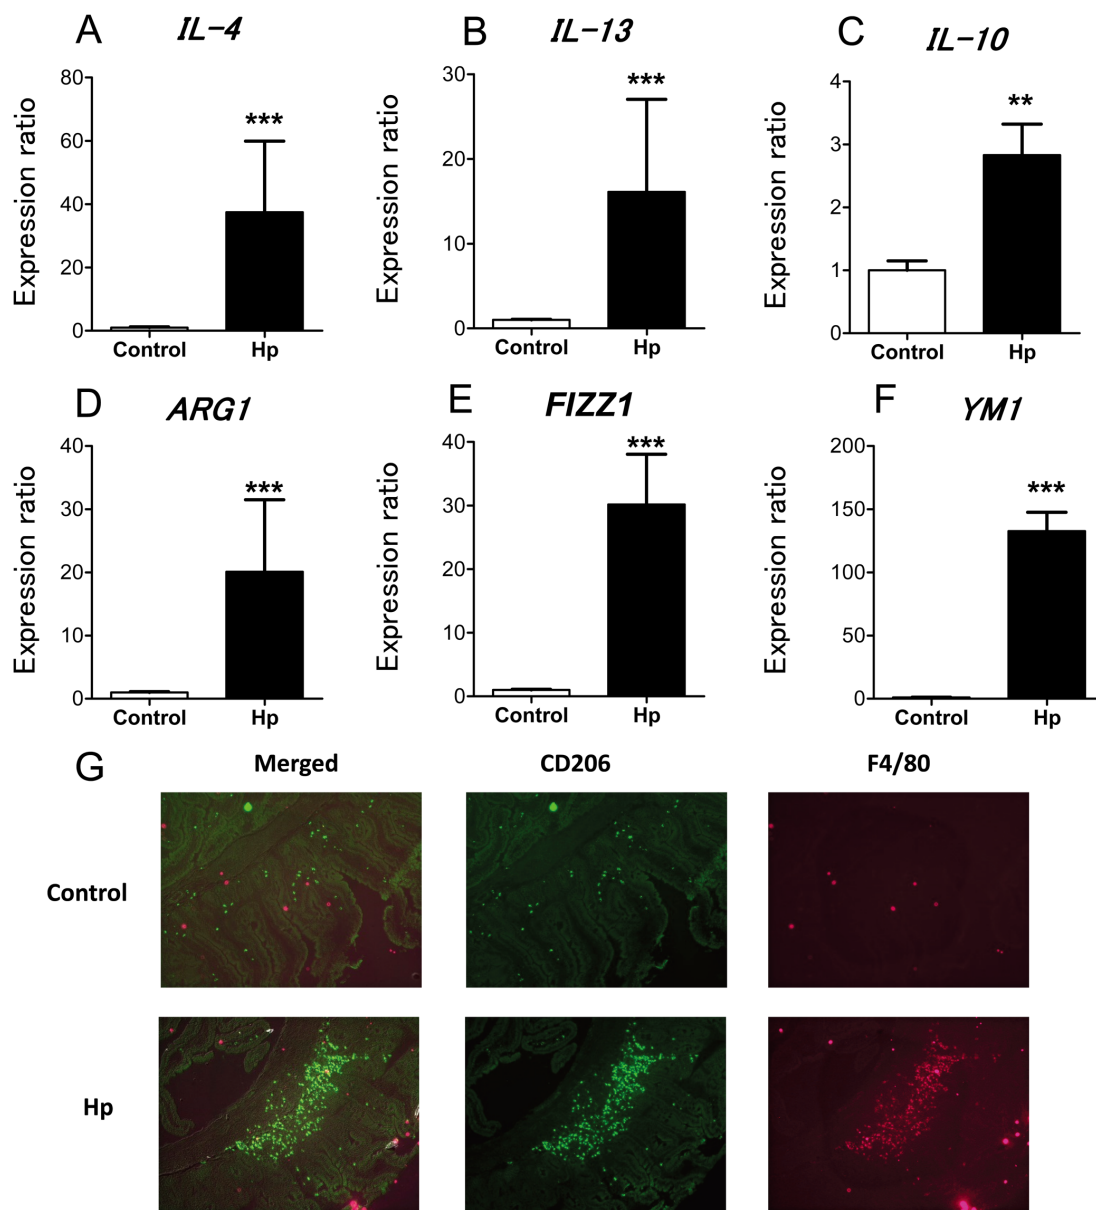 A IL-4
Expression ratio
80
60
40
20
0
***
Control Hp
B IL-13
Expression ratio
30
20
10
0
***
Control Hp
C IL-10
Expression ratio
4
3
2
1
0
**
Control Hp
D ARG1
Expression ratio
40
30
20
10
0
***
Control Hp
E FIZZ1
Expression ratio
40
30
20
10
0
***
Control Hp
F YM1
Expression ratio
200
150
100
50
0
***
Control Hp
G
Merged CD206 F4/80
Control
Hp